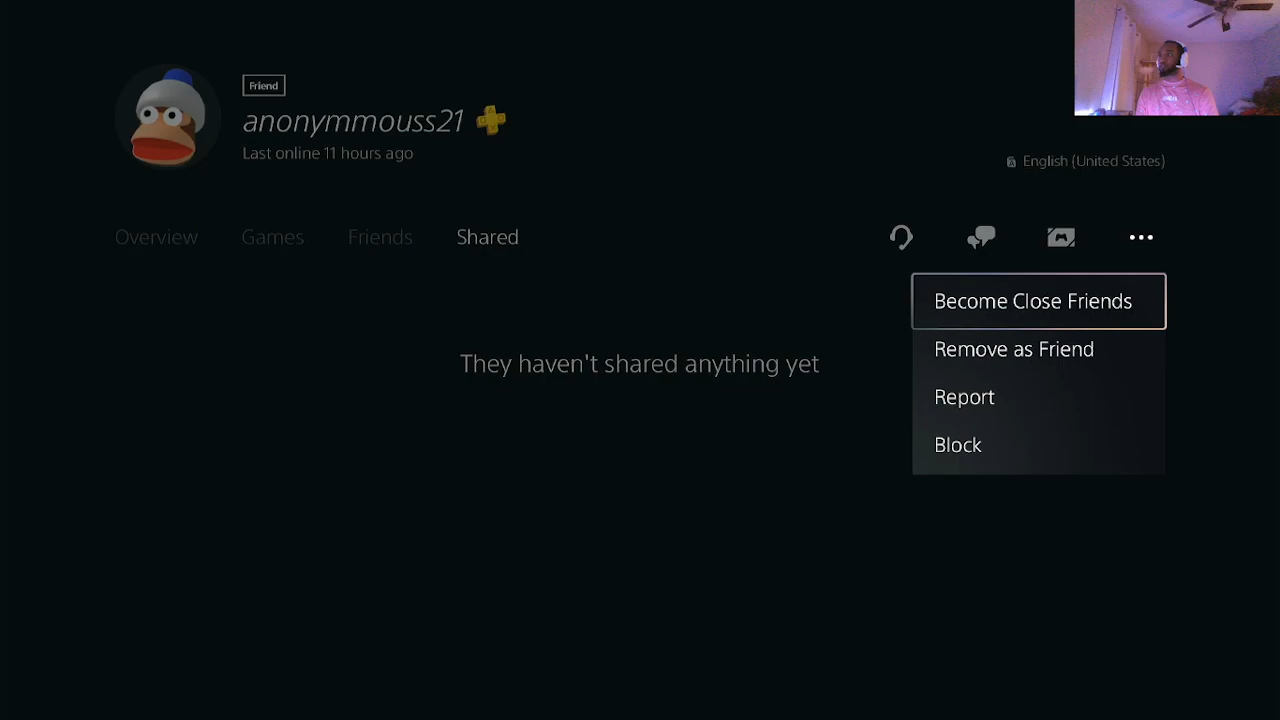 Friend
anonymmouss21
Last online 11 hours ago
English (United States)
Overview Games Friends Shared
Become Close Friends
Remove as Friend
Report
Block
They haven't shared anything yet